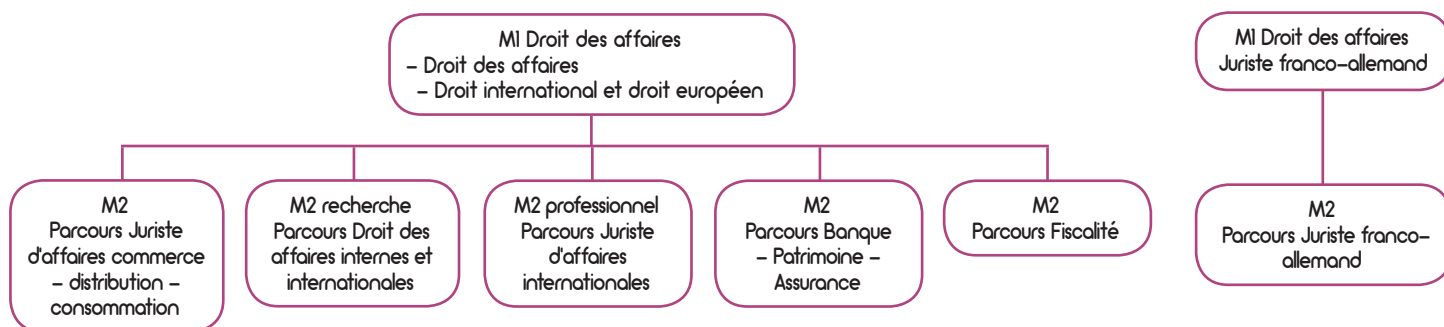 M1 Droit des affaires
– Droit des affaires
– Droit international et droit européen
M1 Droit des affaires
Juriste franco-allemand
M2
Parcours Juriste
d'affaires commerce
– distribution –
consommation
M2 recherche
Parcours Droit des
affaires internes et
internationales
M2 professionnel
Parcours Juriste
d'affaires
internationales
M2
Parcours Banque
– Patrimoine –
Assurance
M2
Parcours Fiscalité
M2
Parcours Juriste franco-
allemand